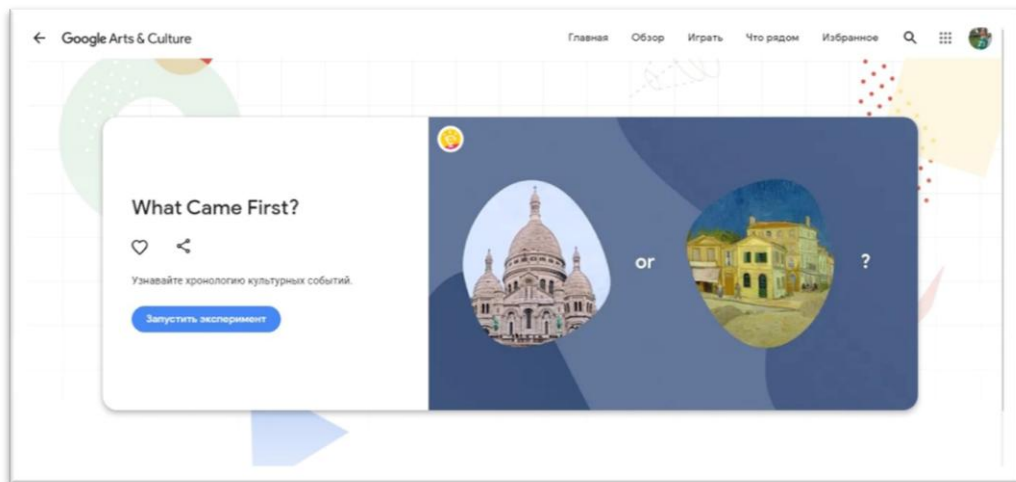 Google Arts & Culture
Главная Обзор Играть Что рядом Избранное
What Came First?
Узнавайте хронологию культурных событий.
Запустить эксперимент
or
?